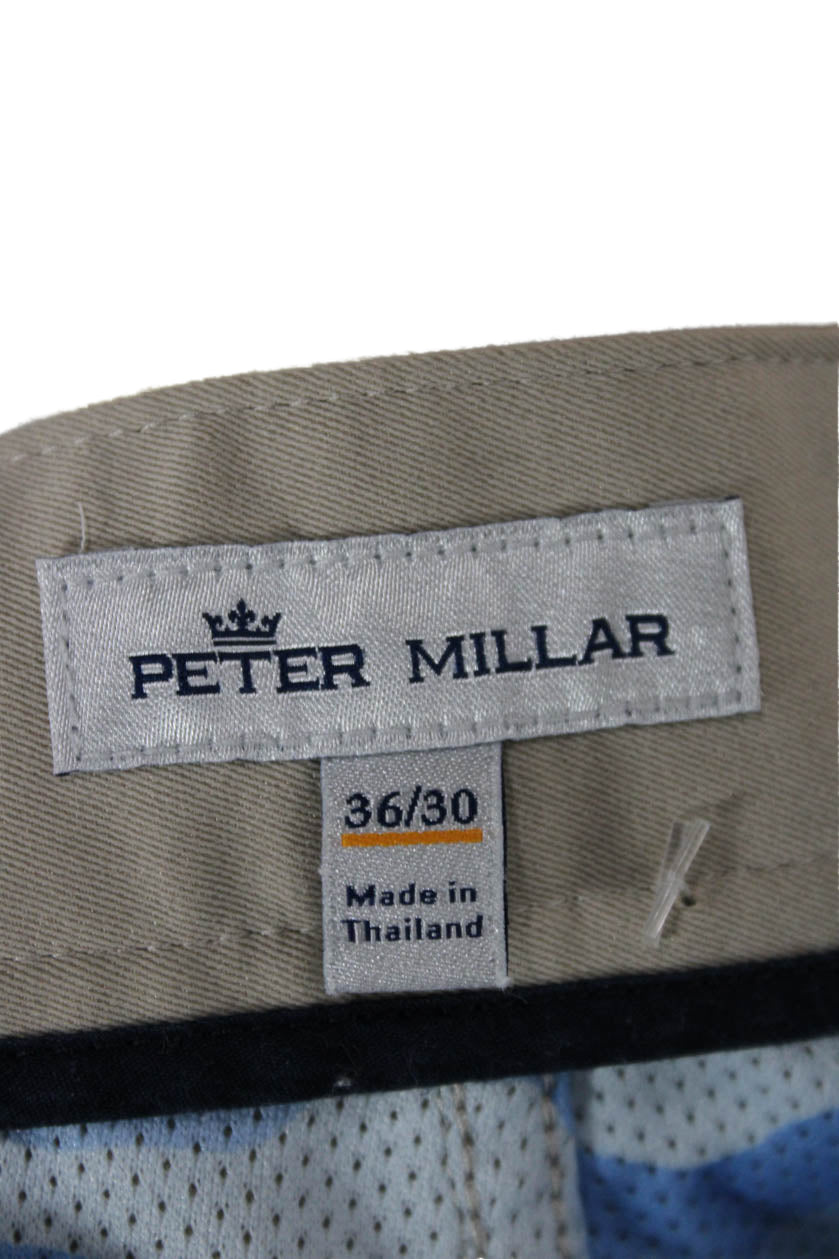 PETER MILLAR
36/30
Made in
Thailand